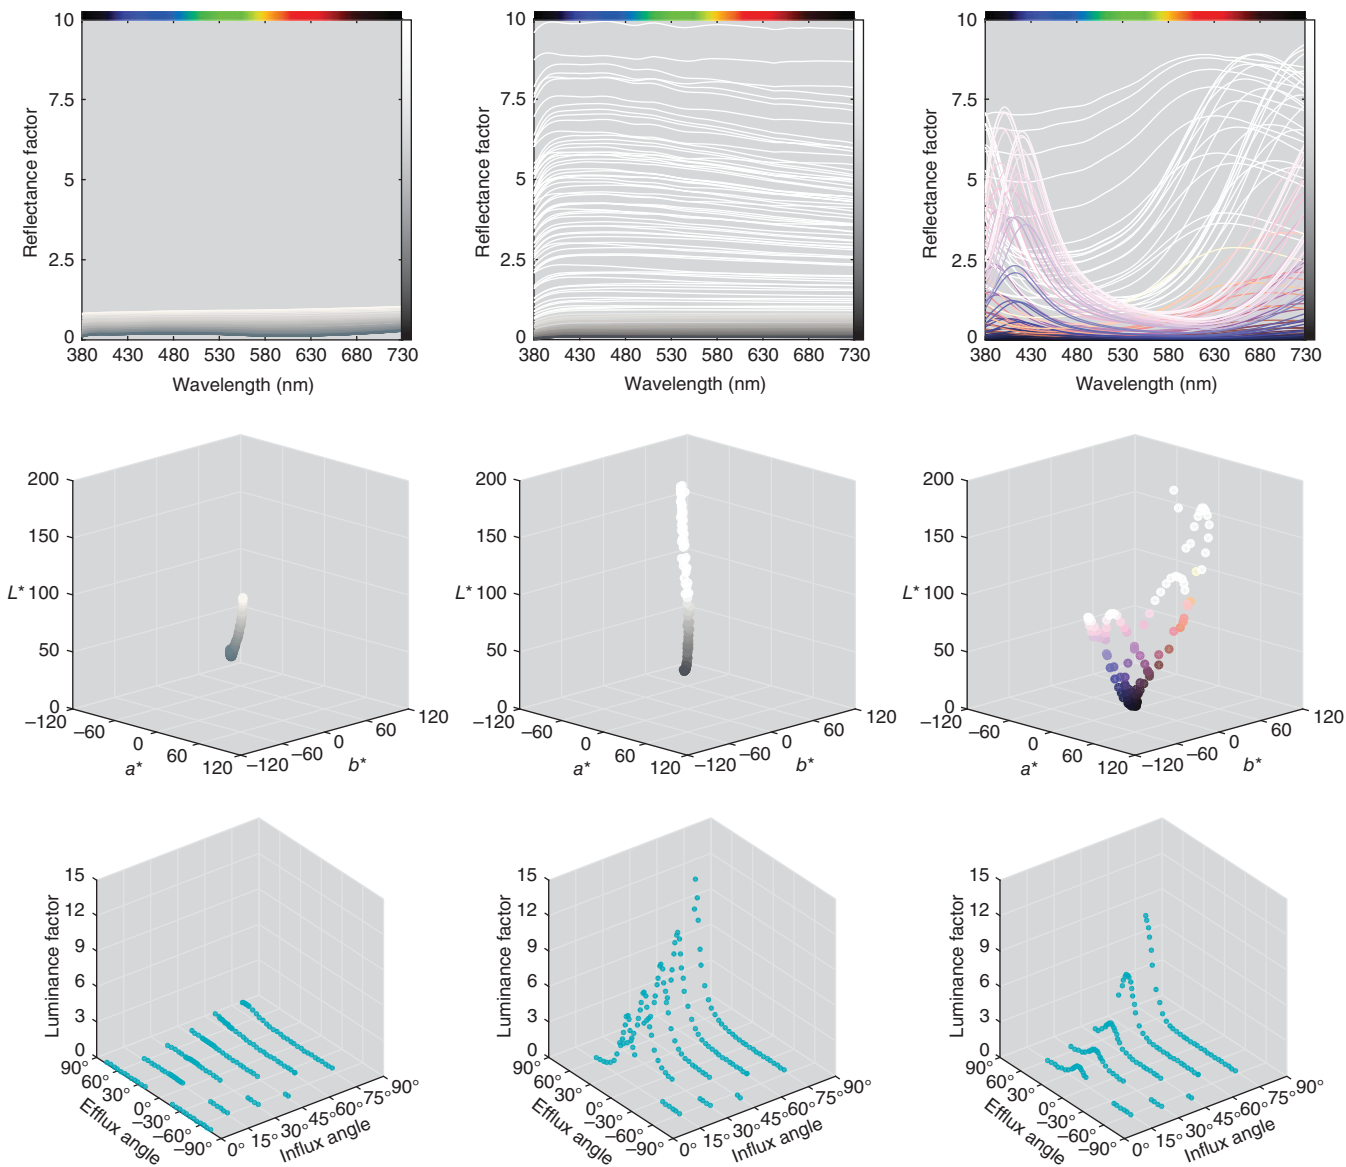 10
7.5
5
2.5
0
Reflectance factor
380 430 480 530 580 630 680 730
Wavelength (nm)
10
7.5
5
2.5
0
Reflectance factor
380 430 480 530 580 630 680 730
Wavelength (nm)
10
7.5
5
2.5
0
Reflectance factor
380 430 480 530 580 630 680 730
Wavelength (nm)
200
150
L* 100
50
0
−120 −60 0 60 120
a*
−120 −60 0 60 120
b*
200
150
L* 100
50
0
−120 −60 0 60 120
a*
−120 −60 0 60 120
b*
200
150
L* 100
50
0
−120 −60 0 60 120
a*
−120 −60 0 60 120
b*
15
12
9
6
3
0
Luminance factor
90° 60° 30° 0° −30° −60° −90°
Efflux angle
0° 15° 30° 45° 60° 75° 90°
Influx angle
15
12
9
6
3
0
Luminance factor
90° 60° 30° 0° −30° −60° −90°
Efflux angle
0° 15° 30° 45° 60° 75° 90°
Influx angle
15
12
9
6
3
0
Luminance factor
90° 60° 30° 0° −30° −60° −90°
Efflux angle
0° 15° 30° 45° 60° 75° 90°
Influx angle